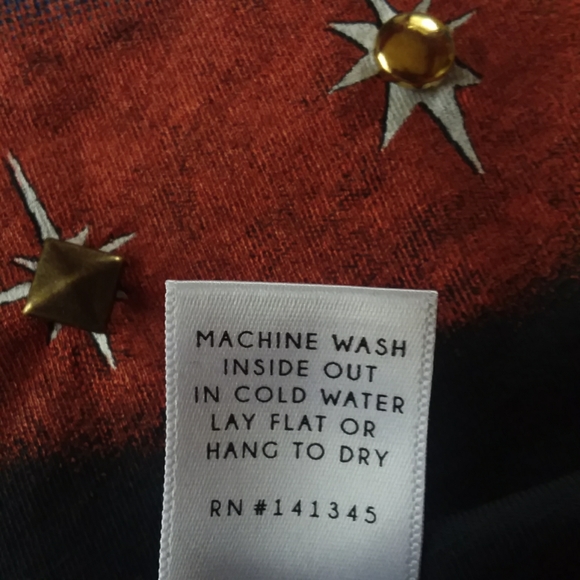 MACHINE WASH
INSIDE OUT
IN COLD WATER
LAY FLAT OR
HANG TO DRY
RN #141345